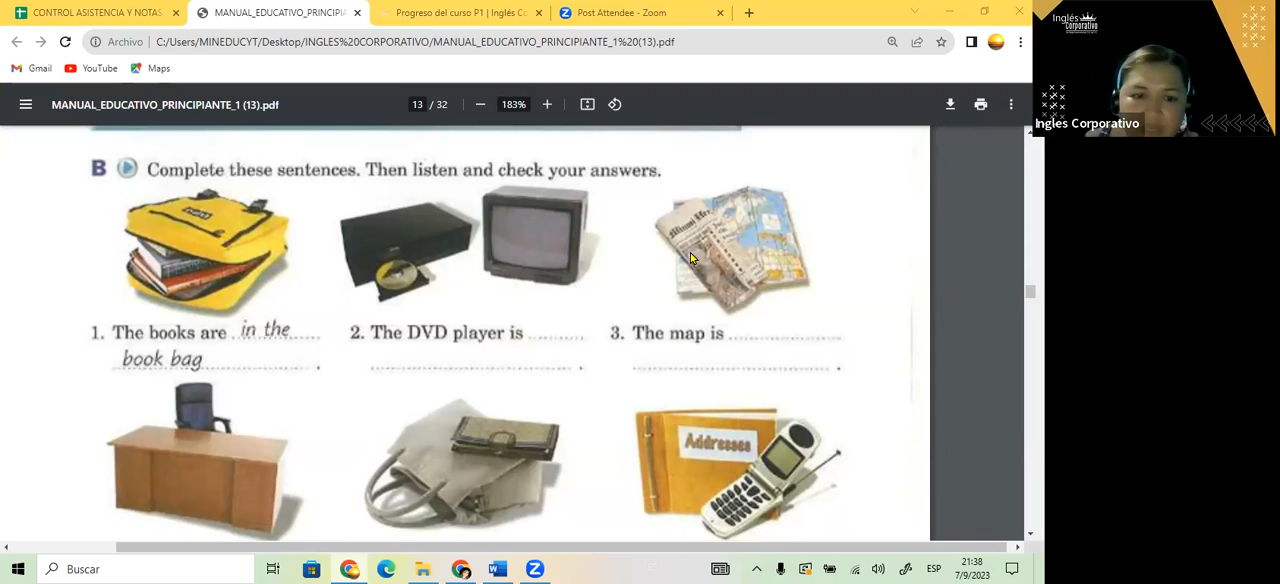 CONTROL ASISTENCIA Y NOTAS
MANUAL_EDUCATIVO_PRINCIPI
Progreso del curso P1 | Inglés Co
Post Attendee - Zoom
Archivo
C:/Users/MINEDUCYT/Desktop/INGLES%20CORPORATIVO/MANUAL_EDUCATIVO_PRINCIPIANTE_1%20(13).pdf
Gmail
YouTube
Maps
MANUAL_EDUCATIVO_PRINCIPIANTE_1 (13).pdf
13 / 32
183%
B Complete these sentences. Then listen and check your answers.
1. The books are in the
book bag.
2. The DVD player is
3. The map is
Addresses
Inglés
Corporativo
Ingles Corporativo
Buscar
ESP
21:38
7/9/2023